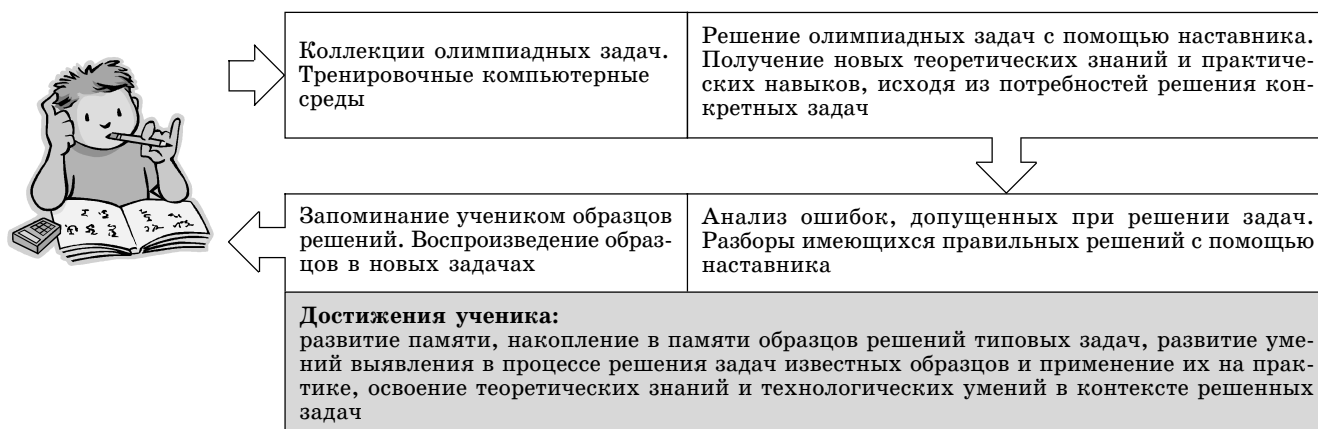 Коллекции олимпиадных задач.
Тренировочные компьютерные
среды
Решение олимпиадных задач с помощью наставника.
Получение новых теоретических знаний и практиче-
ских навыков, исходя из потребностей решения кон-
кретных задач
Запоминание учеником образцов
решений. Воспроизведение образ-
цов в новых задачах
Анализ ошибок, допущенных при решении задач.
Разборы имеющихся правильных решений с помощью
наставника
Достижения ученика:
развитие памяти, накопление в памяти образцов решений типовых задач, развитие уме-
ний выявления в процессе решения задач известных образцов и применение их на прак-
тике, освоение теоретических знаний и технологических умений в контексте решенных
задач